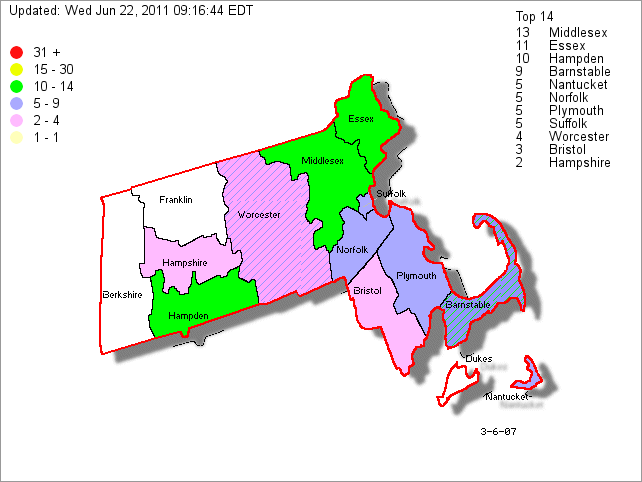 Updated: Wed Jun 22, 2011 09:16:44 EDT
31 +
15 - 30
10 - 14
5 - 9
2 - 4
1 - 1
Top 14
13 Middlesex
11 Essex
10 Hampden
9 Barnstable
5 Nantucket
5 Norfolk
5 Plymouth
5 Suffolk
4 Worcester
3 Bristol
2 Hampshire
Essex
Middlesex
Suffolk
Franklin
Worcester
Norfolk
Hampshire
Plymouth
Bristol
Berkshire
Barnstable
Hampden
Dukes
Nantucket
3-6-07